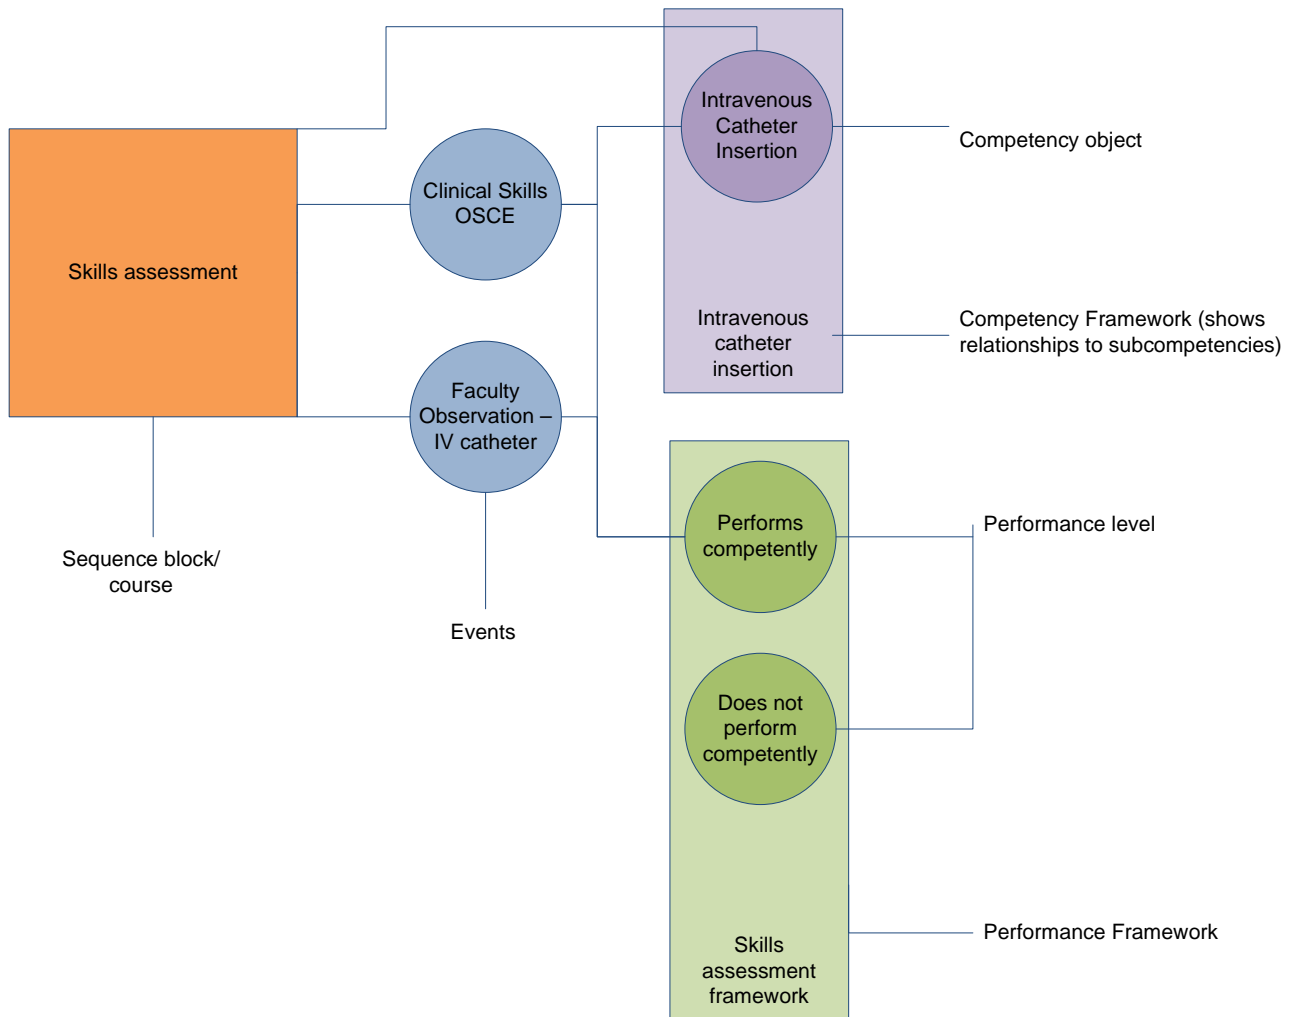 Intravenous
Catheter
Insertion
Competency object
Clinical Skills
OSCE
Skills assessment
Intravenous
catheter
insertion
Competency Framework (shows
relationships to subcompetencies)
Faculty
Observation –
IV catheter
Performs
competently
Performance level
Sequence block/
course
Events
Does not
perform
competently
Performance Framework
Skills
assessment
framework